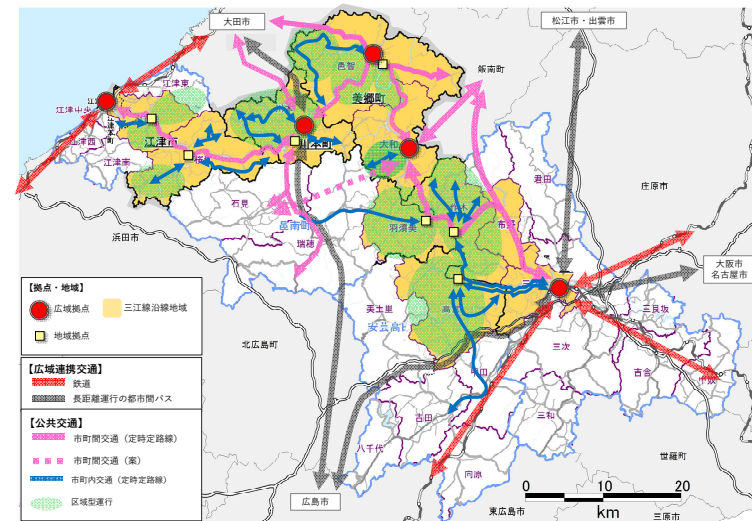 大田市
松江市・出雲市
飯南町
邑智
美郷町
江津東
江津中央
江津市
江津西
江津南
川本町
大和
石見
邑南町
瑞穂
羽須美
君田
布野
庄原市
大阪市
名古屋市
浜田市
【拠点・地域】
広域拠点
三江線沿線地域
地域拠点
美土里
安芸高田
三良坂
北広島町
【広域連携交通】
鉄道
長距離運行の都市間バス
三次
吉舎
【公共交通】
市町間交通（定時定路線）
市町間交通（案）
市町内交通（定時定路線）
区域型運行
吉田
三和
八千代
向原
世羅町
広島市
東広島市
三原市
0 10 20
km